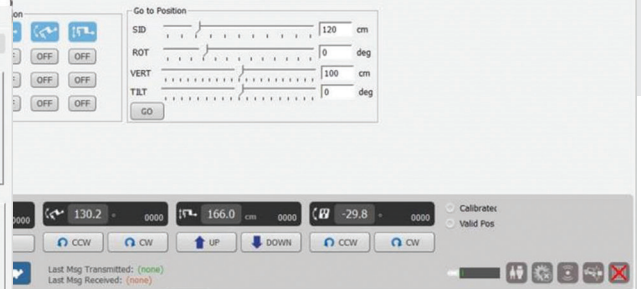 on
Go to Position
SID 120 cm
ROT 0 deg
VERT 100 cm
TILT 0 deg
GO
OFF OFF
OFF OFF
OFF OFF
0000 130.2 ° 0000 166.0 cm 0000 -29.8 ° 0000
CCW CW UP DOWN CCW CW
Calibrated
Valid Pos
Last Msg Transmitted: (none)
Last Msg Received: (none)